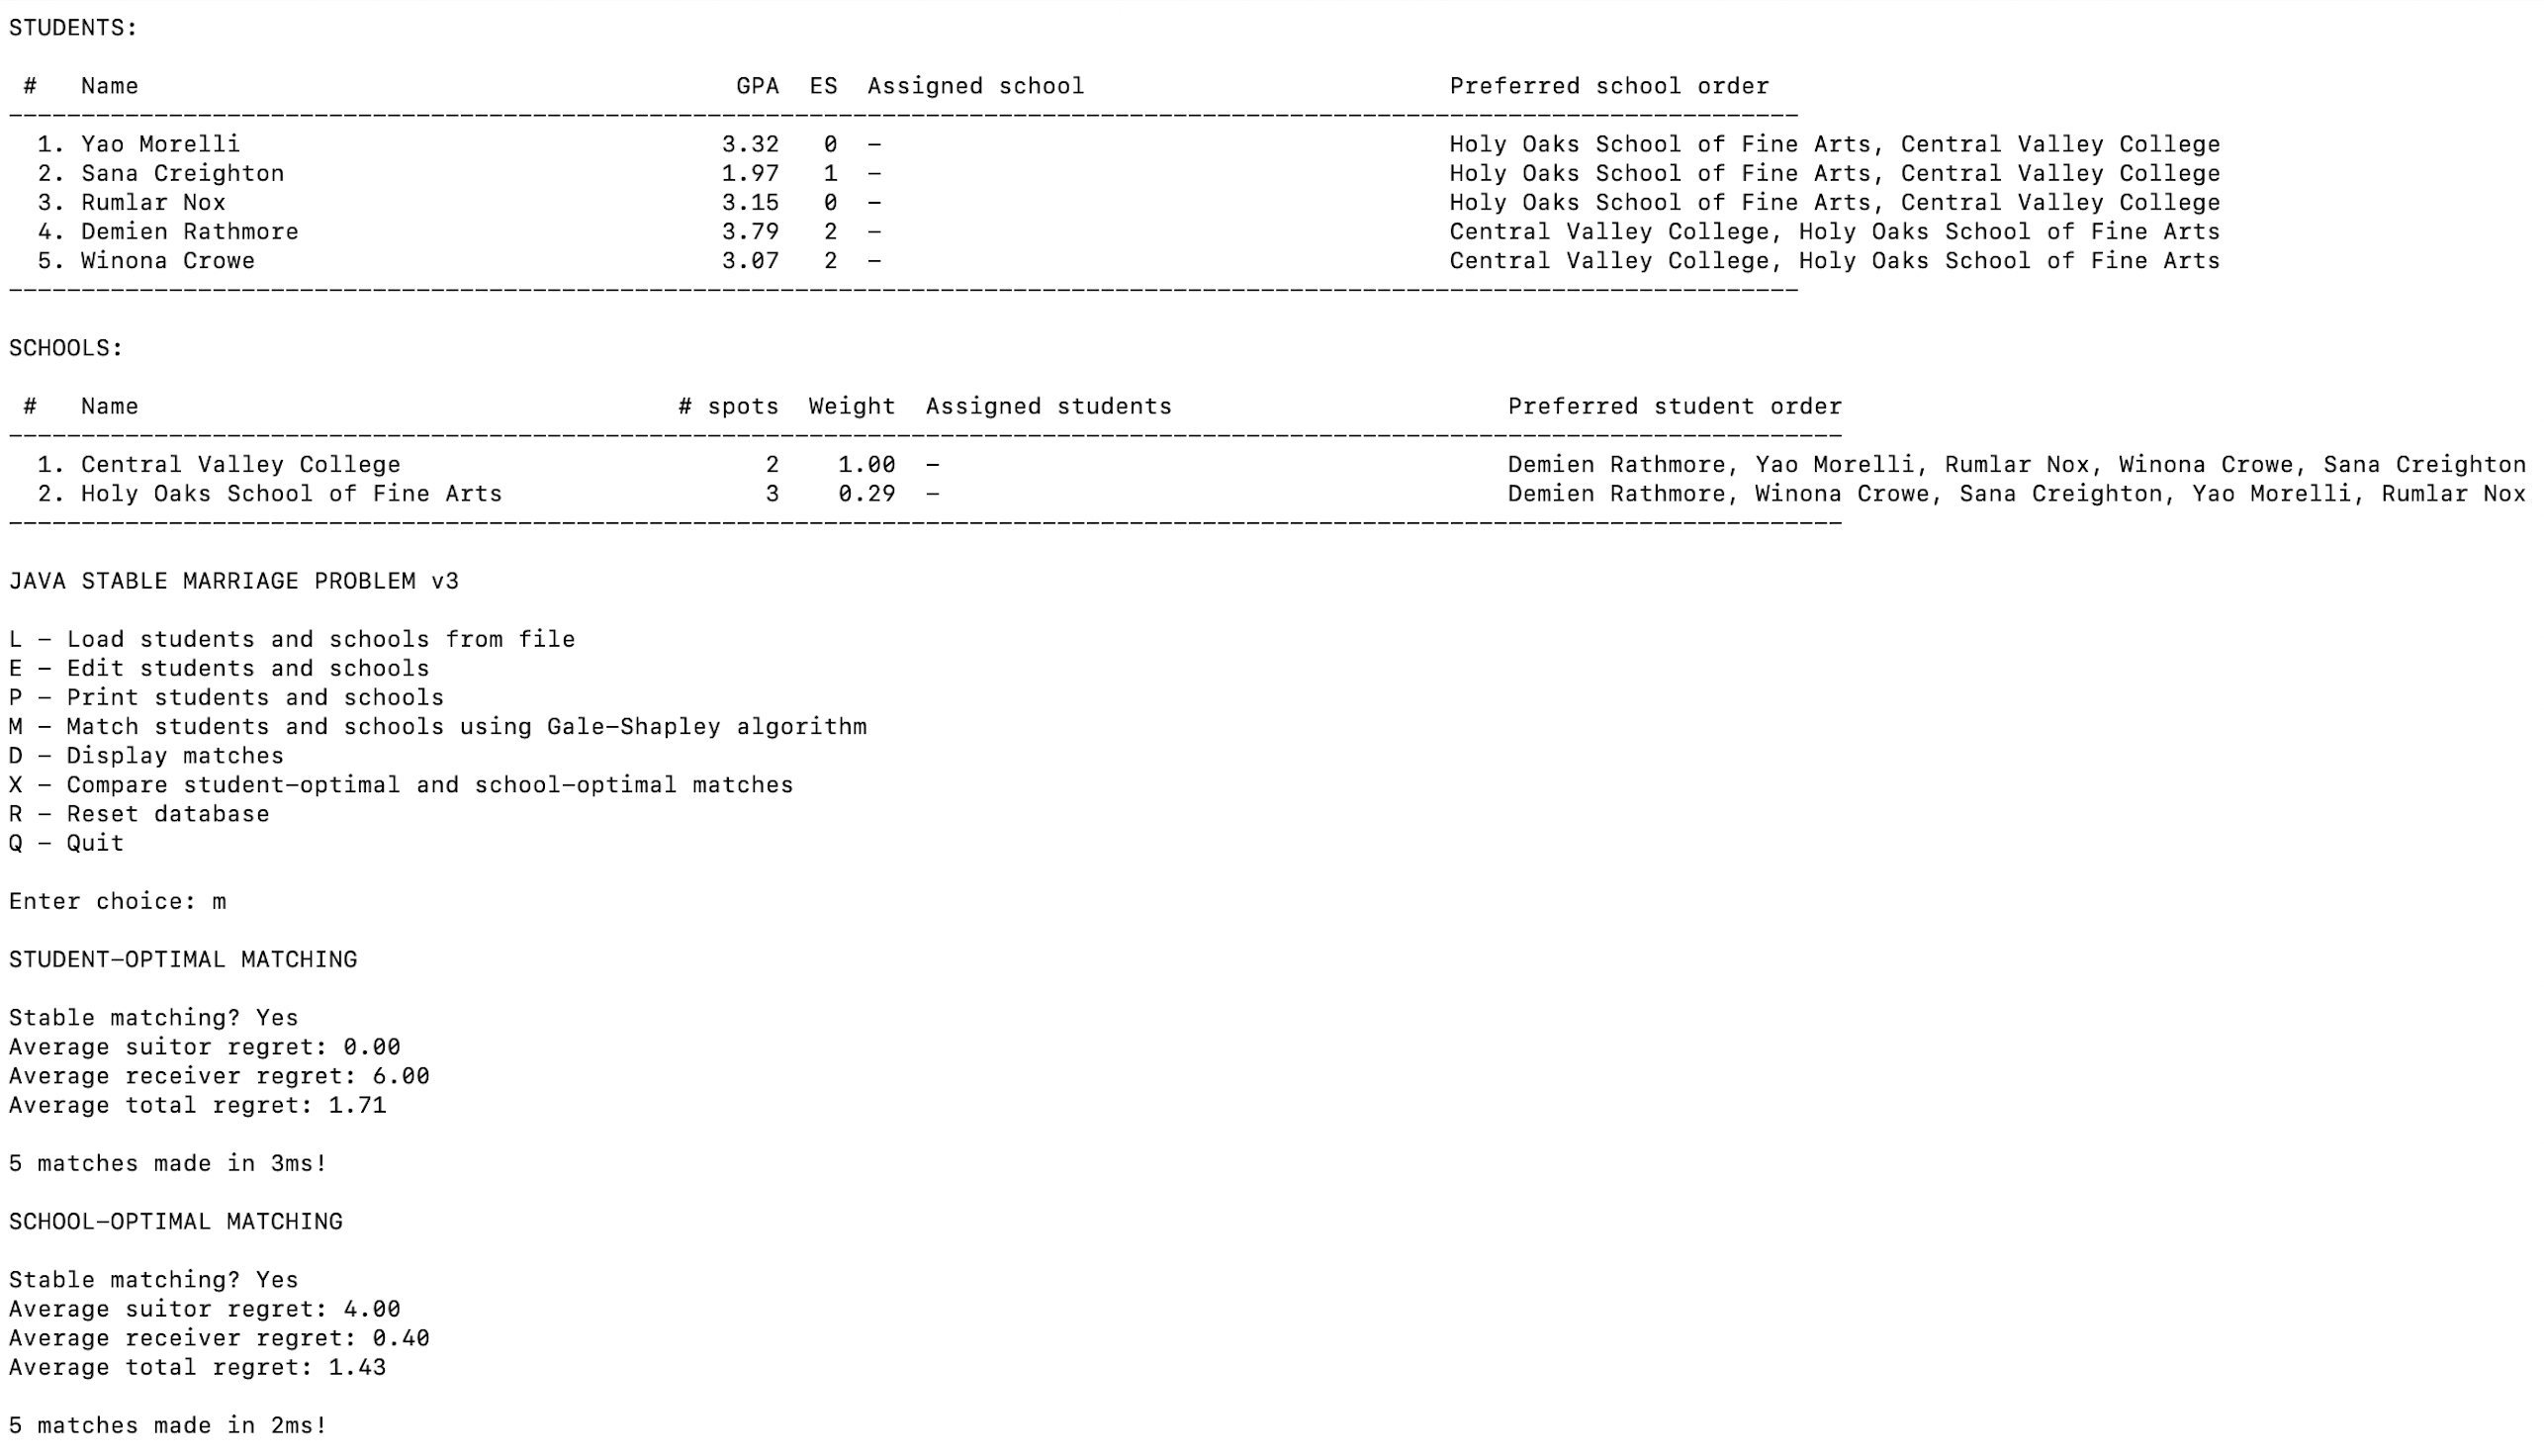 STUDENTS:
#   Name                                         GPA  ES  Assigned school                         Preferred school order
---------------------------------------------------------------------------------------------------------------------------
1. Yao Morelli                                3.32   0  -                                       Holy Oaks School of Fine Arts, Central Valley College
2. Sana Creighton                             1.97   1  -                                       Holy Oaks School of Fine Arts, Central Valley College
3. Rumlar Nox                                 3.15   0  -                                       Holy Oaks School of Fine Arts, Central Valley College
4. Demien Rathmore                            3.79   2  -                                       Central Valley College, Holy Oaks School of Fine Arts
5. Winona Crowe                               3.07   2  -                                       Central Valley College, Holy Oaks School of Fine Arts
---------------------------------------------------------------------------------------------------------------------------
SCHOOLS:
#   Name                                     # spots  Weight  Assigned students                       Preferred student order
------------------------------------------------------------------------------------------------------------------------------
1. Central Valley College                         2    1.00  -                                       Demien Rathmore, Yao Morelli, Rumlar Nox, Winona Crowe, Sana Creighton
2. Holy Oaks School of Fine Arts                  3    0.29  -                                       Demien Rathmore, Winona Crowe, Sana Creighton, Yao Morelli, Rumlar Nox
------------------------------------------------------------------------------------------------------------------------------
JAVA STABLE MARRIAGE PROBLEM v3
L - Load students and schools from file
E - Edit students and schools
P - Print students and schools
M - Match students and schools using Gale-Shapley algorithm
D - Display matches
X - Compare student-optimal and school-optimal matches
R - Reset database
Q - Quit
Enter choice: m
STUDENT-OPTIMAL MATCHING
Stable matching? Yes
Average suitor regret: 0.00
Average receiver regret: 6.00
Average total regret: 1.71
5 matches made in 3ms!
SCHOOL-OPTIMAL MATCHING
Stable matching? Yes
Average suitor regret: 4.00
Average receiver regret: 0.40
Average total regret: 1.43
5 matches made in 2ms!